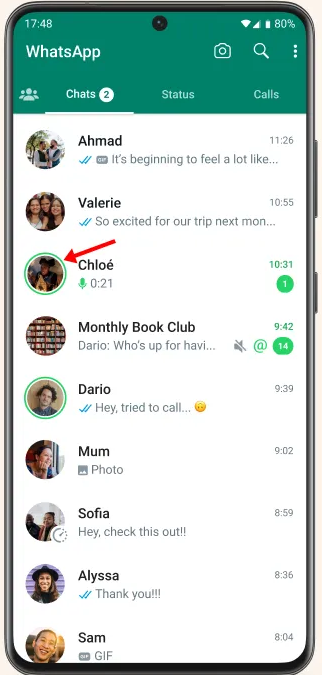 17:48 80%
WhatsApp
Chats 2 Status Calls
Ahmad 11:26
GIF It's beginning to feel a lot like...
Valerie 10:55
So excited for our trip next mon...
Chloé 10:31
0:21 1
Monthly Book Club 9:42
Dario: Who's up for havi... @ 14
Dario 9:39
Hey, tried to call... 🙂
Mum 9:02
Photo
Sofia 8:59
Hey, check this out!!
Alyssa 8:36
Thank you!!!
Sam 8:04
GIF GIF